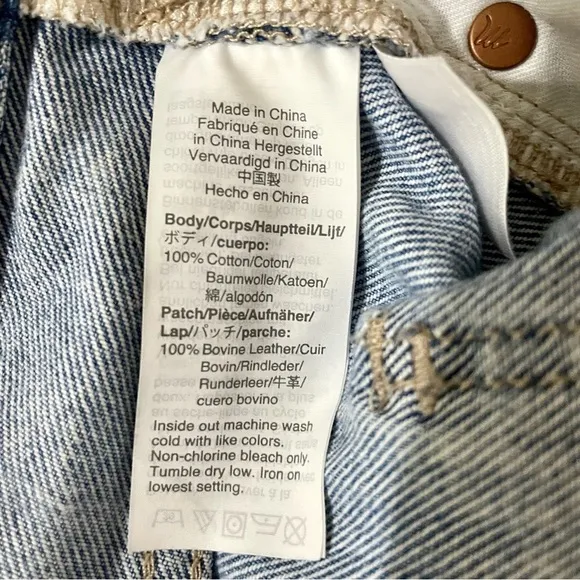 Made in China
Fabriqué en Chine
in China Hergestellt
Vervaardigd in China
中国製
Hecho en China
Body/Corps/Hauptteil/Lijf/
ボディ/cuerpo:
100% Cotton/Coton/
Baumwolle/Katoen/
綿/algodón
Patch/Pièce/Aufnäher/
Lap/パッチ/parche:
100% Bovine Leather/Cuir
Bovin/Rindleder/
Runderleer/牛革/
cuero bovino
Inside out machine wash
cold with like colors.
Non-chlorine bleach only.
Tumble dry low. Iron on
lowest setting.